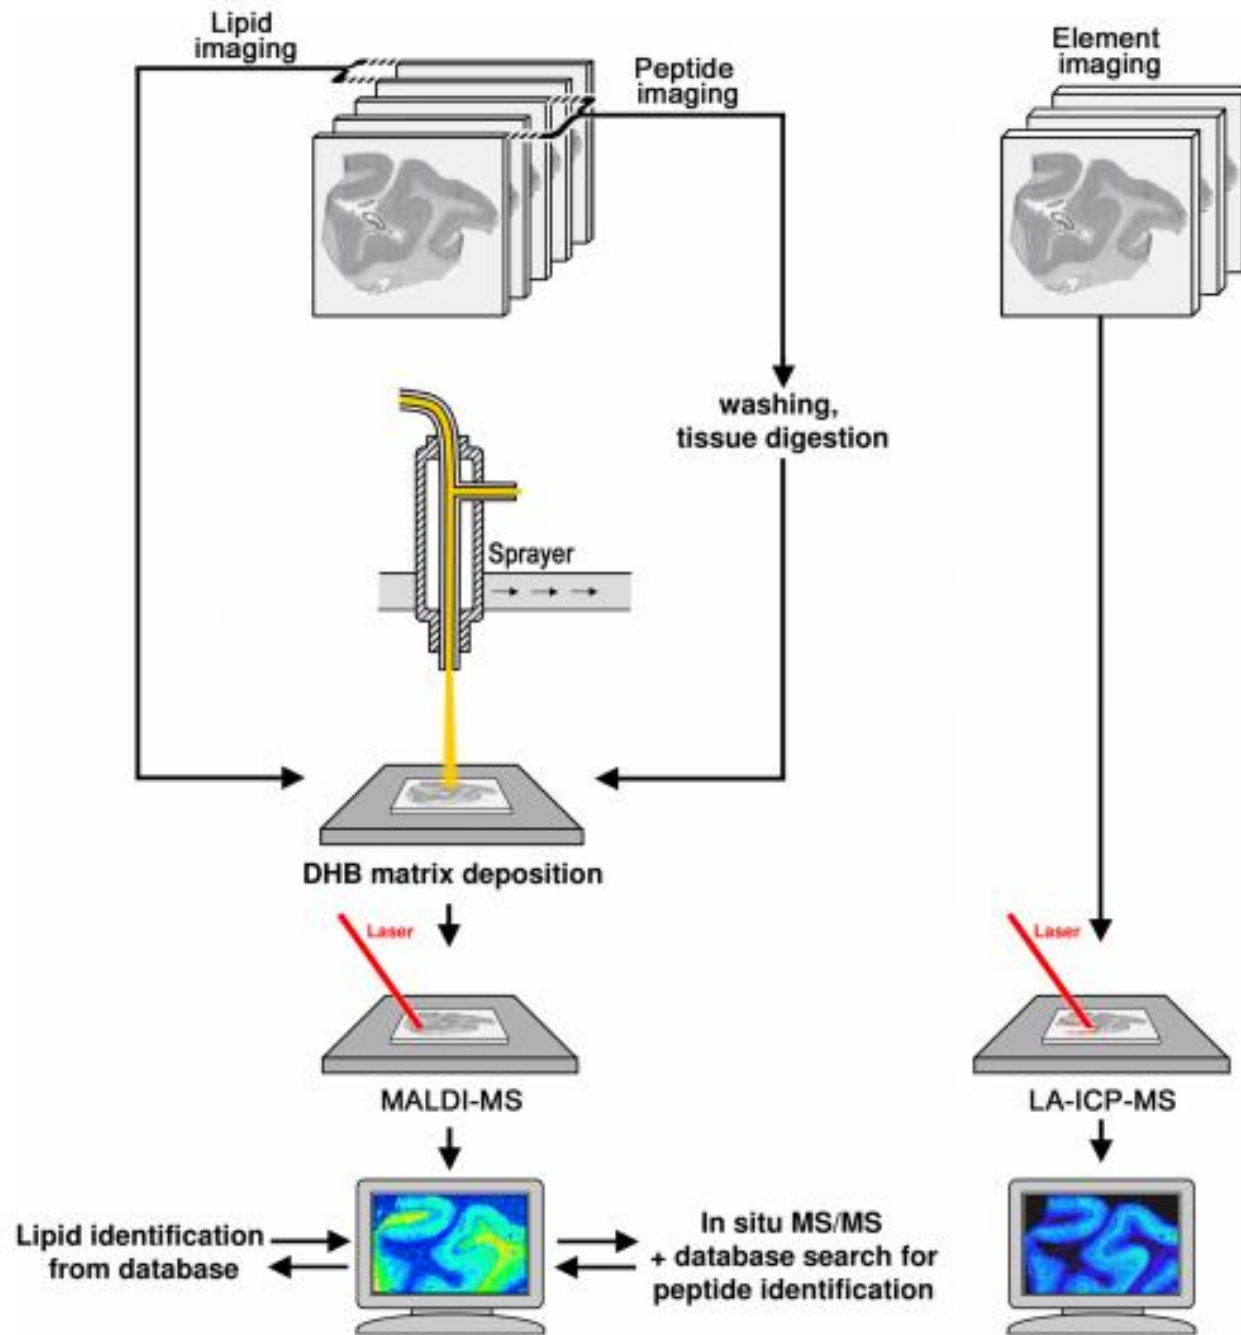 Lipid
imaging
Peptide
imaging
Element
imaging
washing,
tissue digestion
Sprayer
DHB matrix deposition
Laser
Laser
MALDI-MS
LA-ICP-MS
Lipid identification
from database
In situ MS/MS
+ database search for
peptide identification